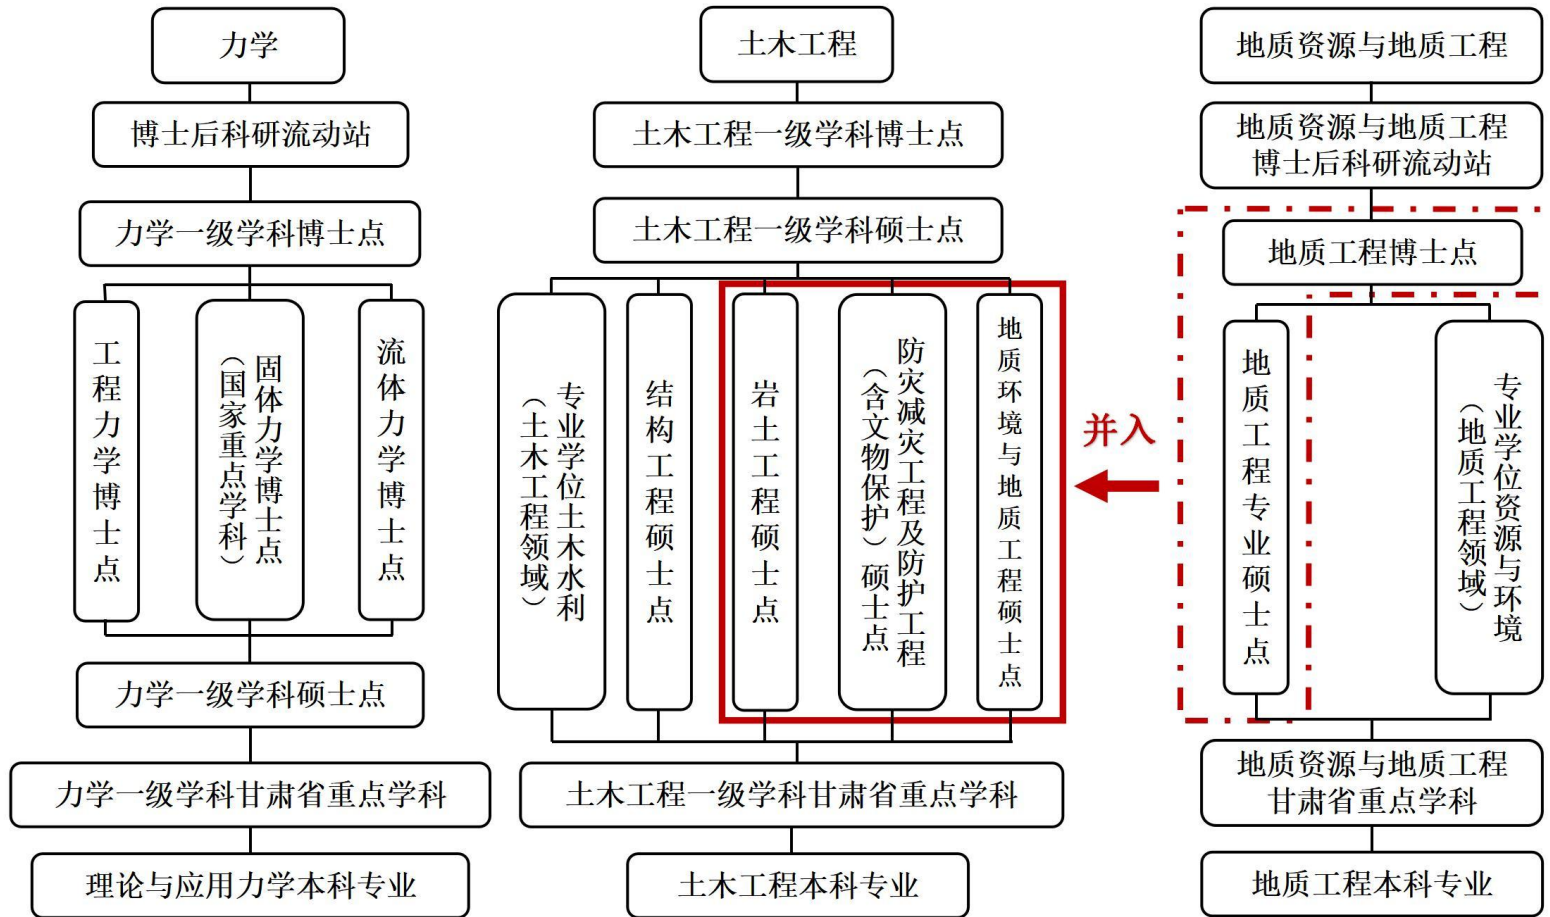 力学
博士后科研流动站
力学一级学科博士点
工程力学博士点
固体力学博士点
（国家重点学科）
流体力学博士点
力学一级学科硕士点
力学一级学科甘肃省重点学科
理论与应用力学本科专业
土木工程
土木工程一级学科博士点
土木工程一级学科硕士点
专业学位土木水利
（土木工程领域）
结构工程硕士点
岩土工程硕士点
防灾减灾工程及防护工程
（含文物保护）硕士点
地质环境与地质工程硕士点
土木工程一级学科甘肃省重点学科
土木工程本科专业
并入
地质资源与地质工程
地质资源与地质工程
博士后科研流动站
地质工程博士点
地质工程专业硕士点
专业学位资源与环境
（地质工程领域）
地质资源与地质工程
甘肃省重点学科
地质工程本科专业